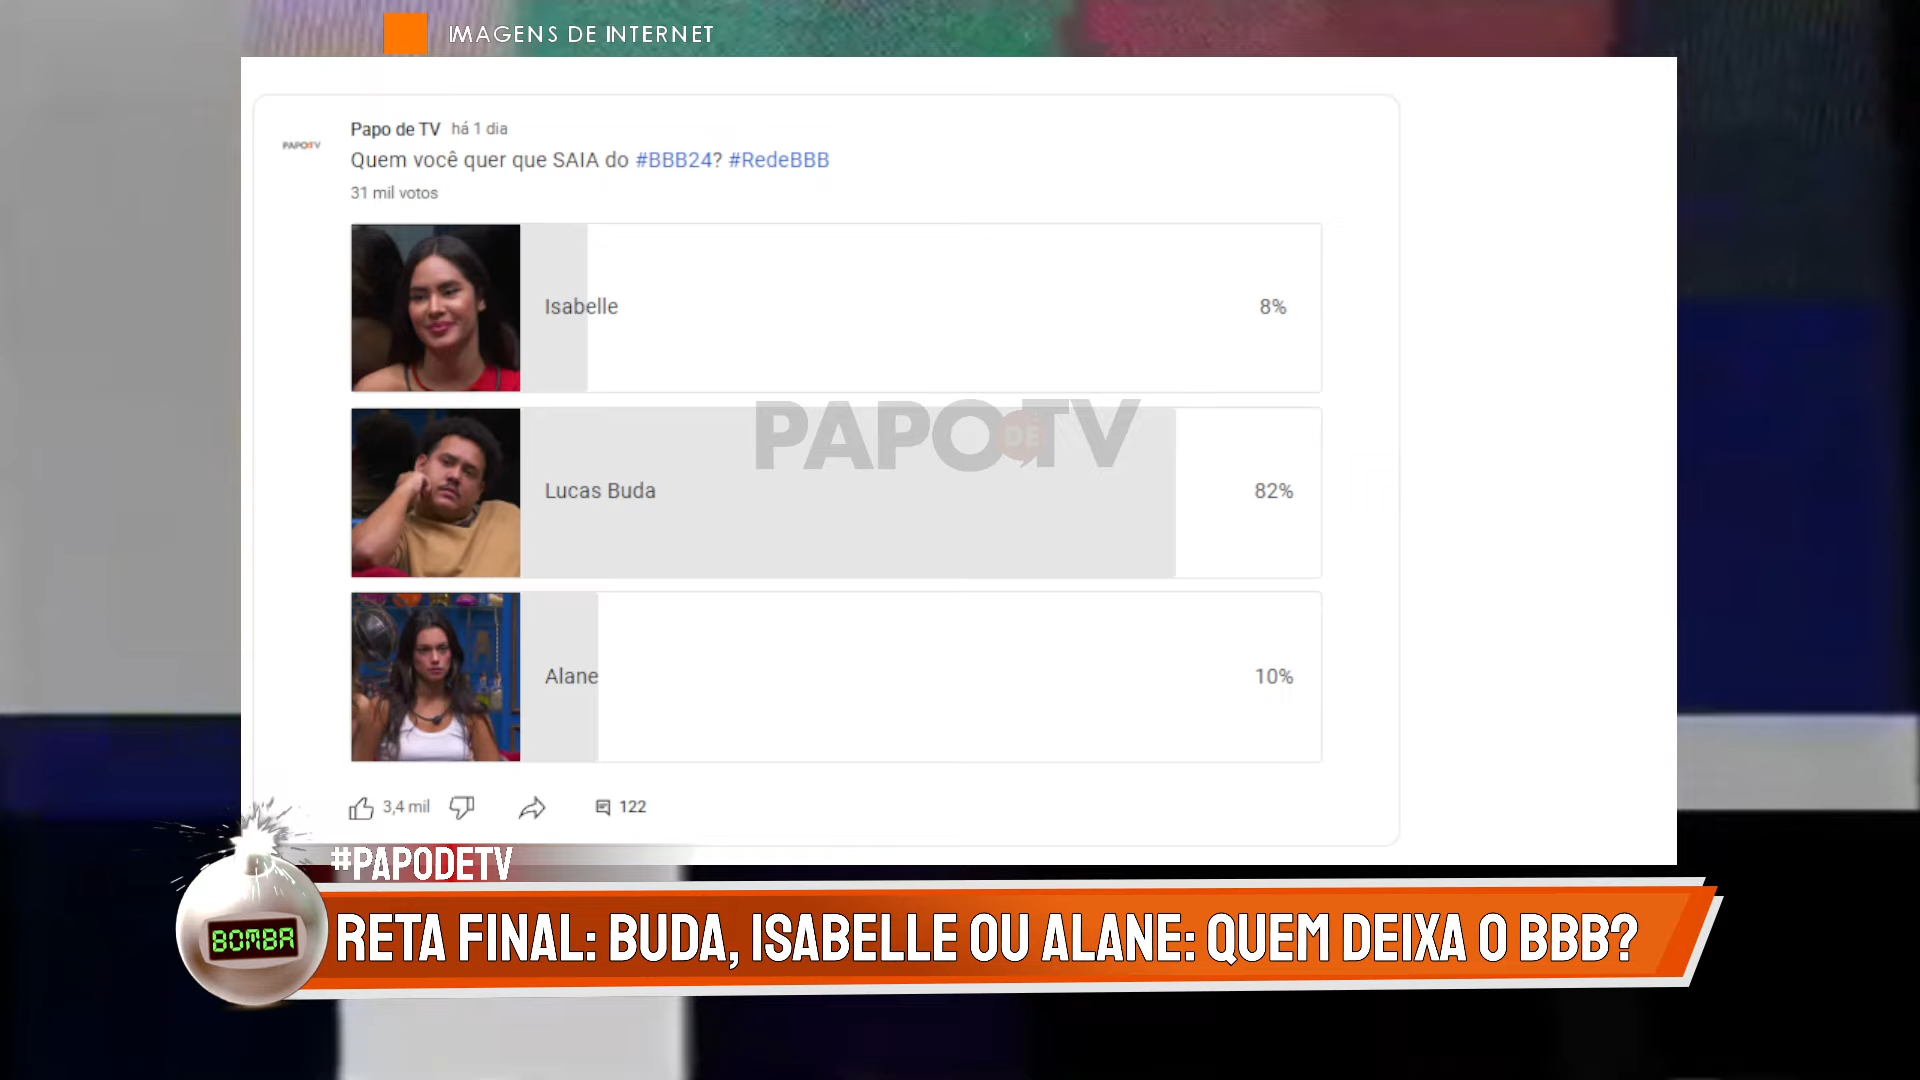 IMAGENS DE INTERNET
Papo de TV há 1 dia
PAPO TV
Quem você quer que SAIA do #BBB24? #RedeBBB
31 mil votos
Isabelle 8%
PAPO DE TV
Lucas Buda 82%
Alane 10%
3,4 mil 122
#PAPODETV
BOMBA
RETA FINAL: BUDA, ISABELLE OU ALANE: QUEM DEIXA O BBB?